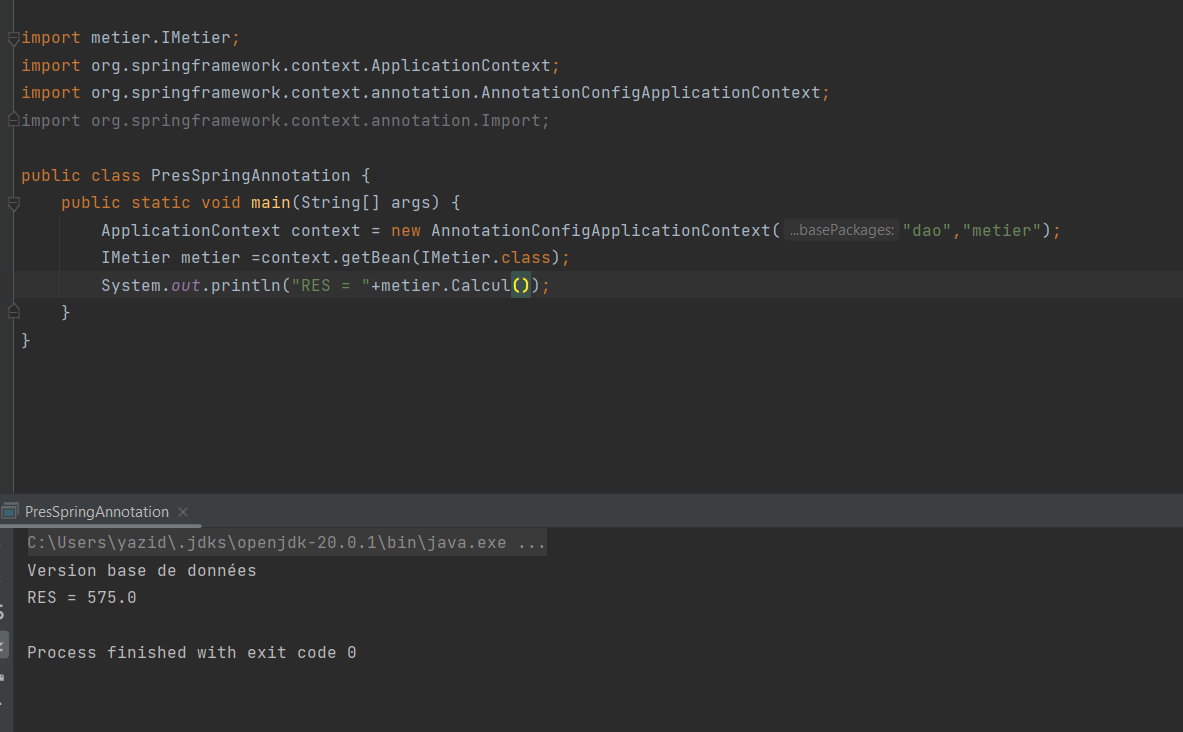 import metier.IMetier;
import org.springframework.context.ApplicationContext;
import org.springframework.context.annotation.AnnotationConfigApplicationContext;
import org.springframework.context.annotation.Import;
public class PresSpringAnnotation {
    public static void main(String[] args) {
        ApplicationContext context = new AnnotationConfigApplicationContext( ...basePackages: "dao","metier");
        IMetier metier =context.getBean(IMetier.class);
        System.out.println("RES = "+metier.Calcul());
    }
}
PresSpringAnnotation ×
C:\Users\yazid\.jdks\openjdk-20.0.1\bin\java.exe ...
Version base de données
RES = 575.0
Process finished with exit code 0